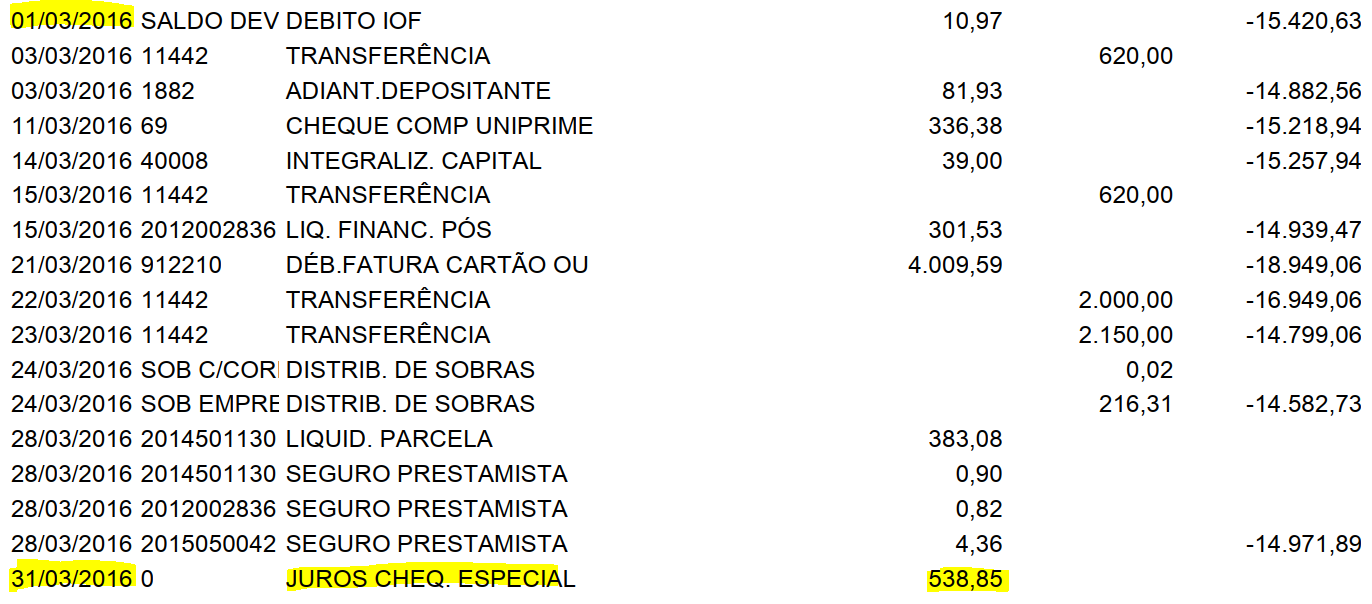 01/03/2016 SALDO DEV DEBITO IOF 10,97 -15.420,63
03/03/2016 11442 TRANSFERÊNCIA 620,00
03/03/2016 1882 ADIANT.DEPOSITANTE 81,93 -14.882,56
11/03/2016 69 CHEQUE COMP UNIPRIME 336,38 -15.218,94
14/03/2016 40008 INTEGRALIZ. CAPITAL 39,00 -15.257,94
15/03/2016 11442 TRANSFERÊNCIA 620,00
15/03/2016 2012002836 LIQ. FINANC. PÓS 301,53 -14.939,47
21/03/2016 912210 DÉB.FATURA CARTÃO OU 4.009,59 -18.949,06
22/03/2016 11442 TRANSFERÊNCIA 2.000,00 -16.949,06
23/03/2016 11442 TRANSFERÊNCIA 2.150,00 -14.799,06
24/03/2016 SOB C/CORI DISTRIB. DE SOBRAS 0,02
24/03/2016 SOB EMPRE DISTRIB. DE SOBRAS 216,31 -14.582,73
28/03/2016 2014501130 LIQUID. PARCELA 383,08
28/03/2016 2014501130 SEGURO PRESTAMISTA 0,90
28/03/2016 2012002836 SEGURO PRESTAMISTA 0,82
28/03/2016 2015050042 SEGURO PRESTAMISTA 4,36 -14.971,89
31/03/2016 0 JUROS CHEQ. ESPECIAL 538,85